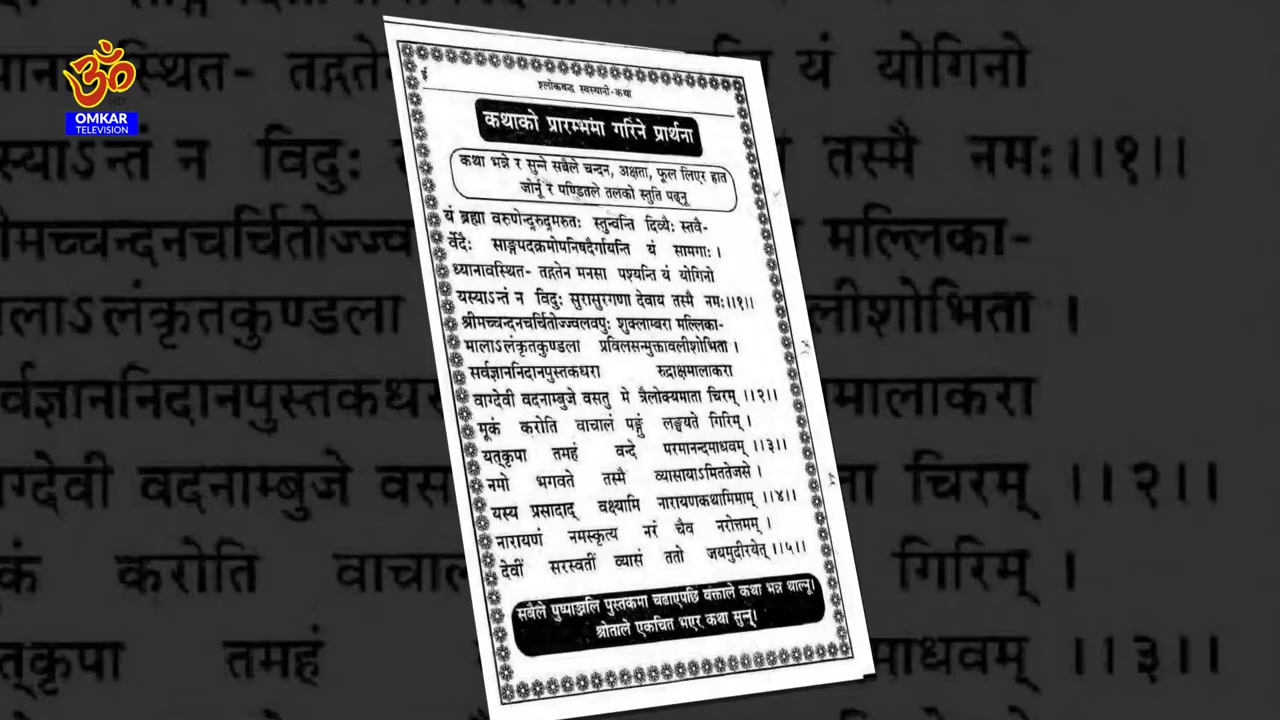 ॐ
OMKAR
TELEVISION
श्लोकबद्ध स्वस्थानी-कथा
कथाको प्रारम्भमा गरिने प्रार्थना
कथा भन्ने र सुन्ने सबैले चन्दन, अक्षता, फूल लिएर हात
जोर्नू र पण्डितले तलको स्तुति पढ्नू
यं ब्रह्मा वरुणेन्द्ररुद्रमरुतः स्तुन्वन्ति दिव्यैः स्तवै-
र्वेदैः साङ्गपदक्रमोपनिषदैर्गायन्ति यं सामगाः ।
ध्यानावस्थित- तद्गतेन मनसा पश्यन्ति यं योगिनो
यस्याऽन्तं न विदुः सुरासुरगणा देवाय तस्मै नमः।।१।।
श्रीमच्चन्दनचर्चितोज्ज्वलवपुः शुक्लाम्बरा मल्लिका-
मालाऽलंकृतकुण्डला प्रविलसन्मुक्तावलीशोभिता ।
सर्वज्ञाननिदानपुस्तकधरा रुद्राक्षमालाकरा
वाग्देवी वदनाम्बुजे वसतु मे त्रैलोक्यमाता चिरम् ।।२।।
मूकं करोति वाचालं पङ्गुं लङ्घयते गिरिम् ।
यत्कृपा तमहं वन्दे परमानन्दमाधवम् ।।३।।
नमो भगवते तस्मै व्यासायाऽमिततेजसे ।
यस्य प्रसादाद् वक्ष्यामि नारायणकथामिमाम् ।।४।।
नारायणं नमस्कृत्य नरं चैव नरोत्तमम् ।
देवीं सरस्वतीं व्यासं ततो जयमुदीरयेत् ।।५।।
सबैले पुष्पाञ्जलि पुस्तकमा चढाएपछि वक्ताले कथा भन्न थाल्नू।
श्रोताले एकचित भएर कथा सुन्नू।